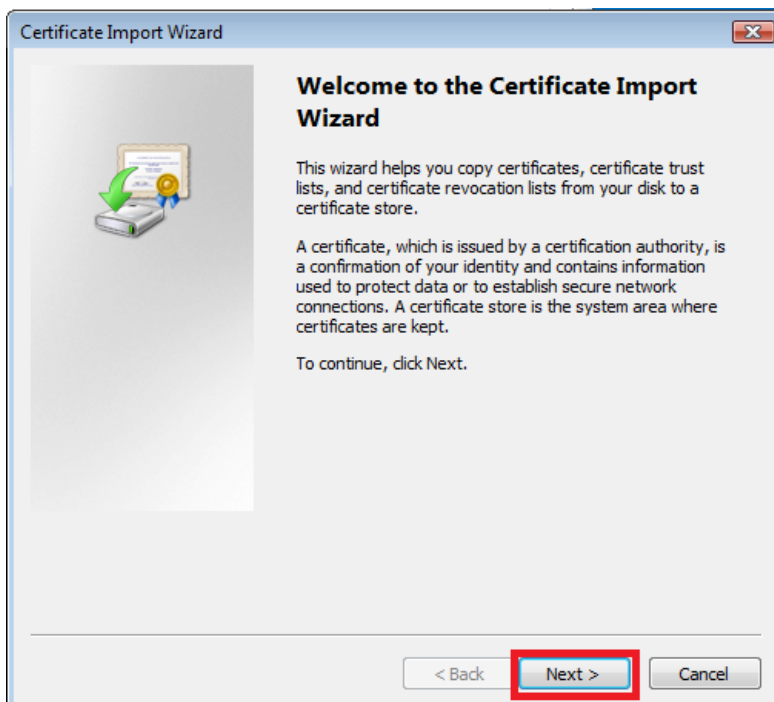 Certificate Import Wizard
Welcome to the Certificate Import
Wizard
This wizard helps you copy certificates, certificate trust
lists, and certificate revocation lists from your disk to a
certificate store.
A certificate, which is issued by a certification authority, is
a confirmation of your identity and contains information
used to protect data or to establish secure network
connections. A certificate store is the system area where
certificates are kept.
To continue, click Next.
< Back Next > Cancel